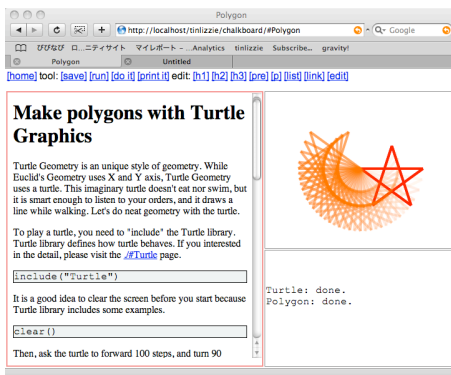 Polygon
http://localhost/tinlizzie/chalkboard/#Polygon
Google
びびなび ロ...ニティサイト マイレポート - ...Analytics tinlizzie Subscribe... gravity!
Polygon Untitled
[home] tool: [save] [run] [do it] [print it] edit: [h1] [h2] [h3] [pre] [p] [list] [link] [edit]
Make polygons with Turtle
Graphics
Turtle Geometry is an unique style of geometry. While
Euclid's Geometry uses X and Y axis, Turtle Geometry
uses a turtle. This imaginary turtle doesn't eat nor swim, but
it is smart enough to listen to your orders, and it draws a
line while walking. Let's do neat geometry with the turtle.
To play a turtle, you need to "include" the Turtle library.
Turtle library defines how turtle behaves. If you interested
in the detail, please visit the ./#Turtle page.
include("Turtle")
It is a good idea to clear the screen before you start because
Turtle library includes some examples.
clear()
Then, ask the turtle to forward 100 steps, and turn 90
Turtle: done.
Polygon: done.